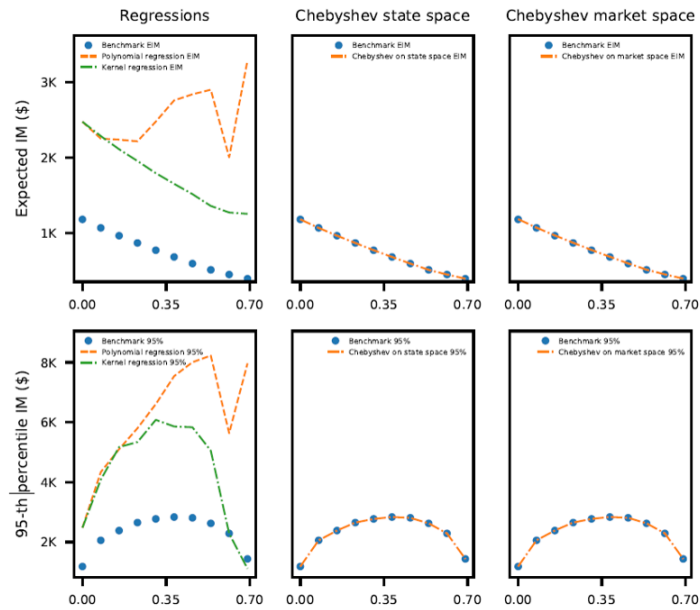 Regressions
Chebyshev state space
Chebyshev market space
Expected IM ($)
3K
2K
1K
Benchmark EIM
Polynomial regression EIM
Kernel regression EIM
Benchmark EIM
Chebyshev on state space EIM
Benchmark EIM
Chebyshev on market space EIM
0.00 0.35 0.70
0.00 0.35 0.70
0.00 0.35 0.70
95-th percentile IM ($)
8K
6K
4K
2K
Benchmark 95%
Polynomial regression 95%
Kernel regression 95%
Benchmark 95%
Chebyshev on state space 95%
Benchmark 95%
Chebyshev on market space 95%
0.00 0.35 0.70
0.00 0.35 0.70
0.00 0.35 0.70